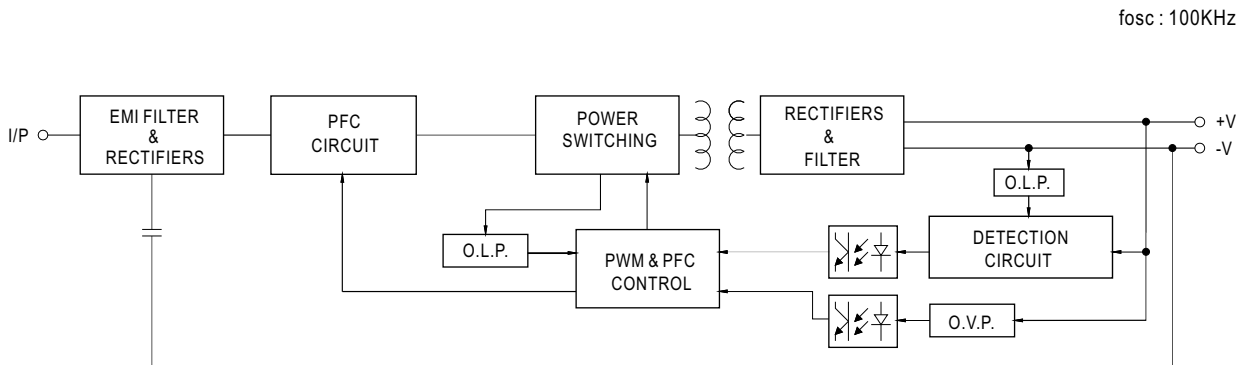 fosc : 100KHz
I/P
EMI FILTER
&
RECTIFIERS
PFC
CIRCUIT
POWER
SWITCHING
RECTIFIERS
&
FILTER
+V
-V
O.L.P.
O.L.P.
PWM & PFC
CONTROL
DETECTION
CIRCUIT
O.V.P.